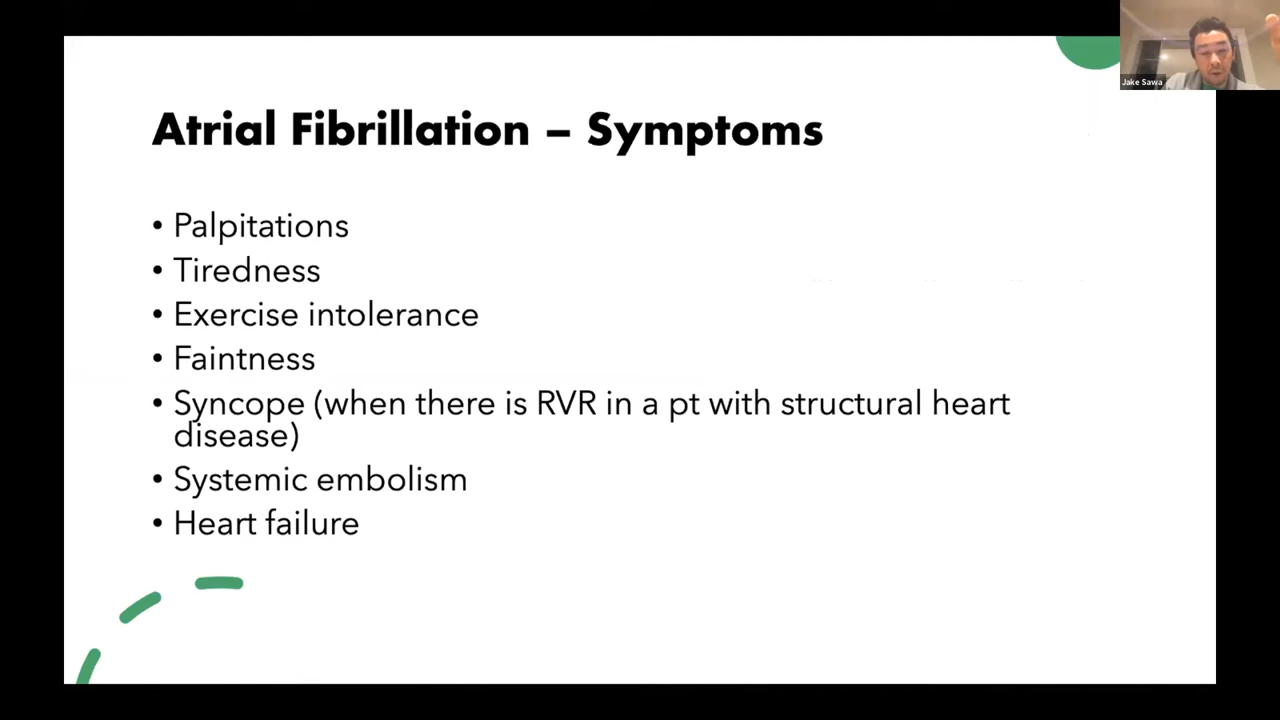 Atrial Fibrillation – Symptoms
• Palpitations
• Tiredness
• Exercise intolerance
• Faintness
• Syncope (when there is RVR in a pt with structural heart
disease)
• Systemic embolism
• Heart failure
Jake Sawa